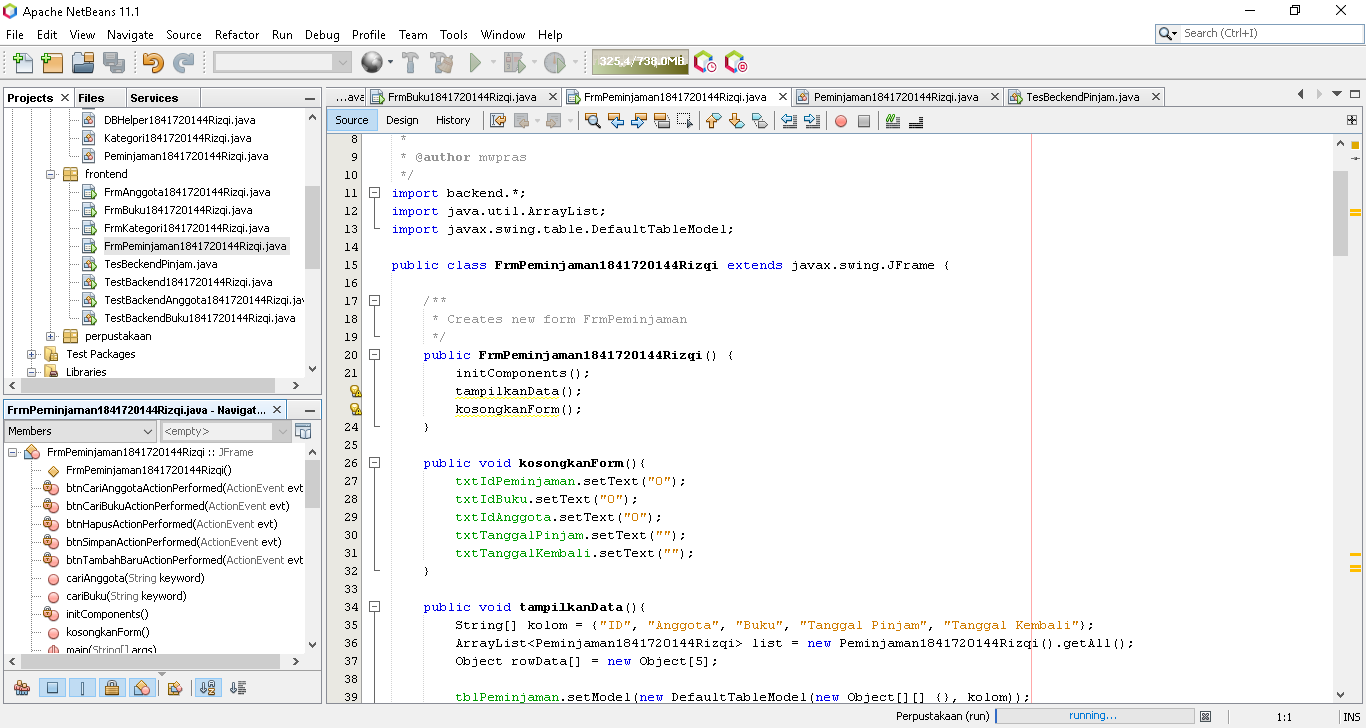 Apache NetBeans 11.1
File Edit View Navigate Source Refactor Run Debug Profile Team Tools Window Help
Search (Ctrl+I)
325.4/738.0MB
Projects Files Services
DBHelper1841720144Rizqi.java
Kategori1841720144Rizqi.java
Peminjaman1841720144Rizqi.java
frontend
FrmAnggota1841720144Rizqi.java
FrmBuku1841720144Rizqi.java
FrmKategori1841720144Rizqi.java
FrmPeminjaman1841720144Rizqi.java
TesBeckendPinjam.java
TestBackend1841720144Rizqi.java
TestBackendAnggota1841720144Rizqi.jav
TestBackendBuku1841720144Rizqi.java
perpustakaan
Test Packages
Libraries
FrmPeminjaman1841720144Rizqi.java - Navigat...
Members <empty>
FrmPeminjaman1841720144Rizqi :: JFrame
FrmPeminjaman1841720144Rizqi()
btnCariAnggotaActionPerformed(ActionEvent evt
btnCariBukuActionPerformed(ActionEvent evt)
btnHapusActionPerformed(ActionEvent evt)
btnSimpanActionPerformed(ActionEvent evt)
btnTambahBaruActionPerformed(ActionEvent evt
cariAnggota(String keyword)
cariBuku(String keyword)
initComponents()
kosongkanForm()
main(String[] args)
...ava FrmBuku1841720144Rizqi.java FrmPeminjaman1841720144Rizqi.java Peminjaman1841720144Rizqi.java TesBeckendPinjam.java
Source Design History
8 *
9 * @author mwpras
10 */
11 import backend.*;
12 import java.util.ArrayList;
13 import javax.swing.table.DefaultTableModel;
14
15 public class FrmPeminjaman1841720144Rizqi extends javax.swing.JFrame {
16
17 /**
18 * Creates new form FrmPeminjaman
19 */
20 public FrmPeminjaman1841720144Rizqi() {
21 initComponents();
tampilkanData();
kosongkanForm();
24 }
25
26 public void kosongkanForm(){
27 txtIdPeminjaman.setText("0");
28 txtIdBuku.setText("0");
29 txtIdAnggota.setText("0");
30 txtTanggalPinjam.setText("");
31 txtTanggalKembali.setText("");
32 }
33
34 public void tampilkanData(){
35 String[] kolom = {"ID", "Anggota", "Buku", "Tanggal Pinjam", "Tanggal Kembali"};
36 ArrayList<Peminjaman1841720144Rizqi> list = new Peminjaman1841720144Rizqi().getAll();
37 Object rowData[] = new Object[5];
38
39 tblPeminjaman.setModel(new DefaultTableModel(new Object[][] {}, kolom));
Perpustakaan (run) running... 1:1 INS